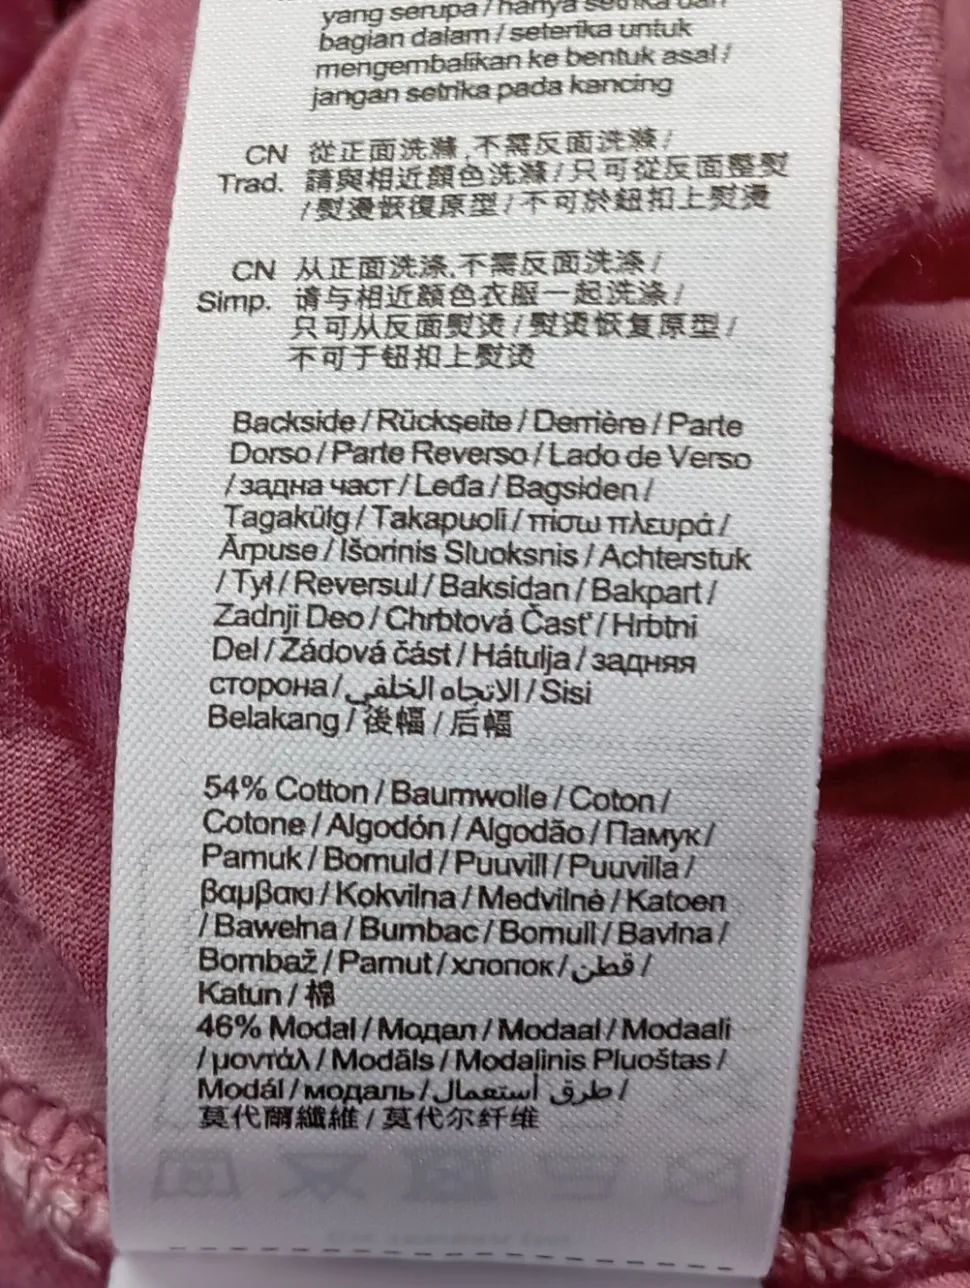 yang serupa / hanya setrika dari
bagian dalam / seterika untuk
mengembalikan ke bentuk asal /
jangan setrika pada kancing
CN 從正面洗滌,不需反面洗滌 /
Trad. 請與相近顏色洗滌 / 只可從反面整熨
/ 熨燙恢復原型 / 不可於鈕扣上熨燙
CN 从正面洗涤,不需反面洗涤 /
Simp. 请与相近顔色衣服一起洗涤 /
只可从反面熨烫 / 熨烫恢复原型 /
不可于钮扣上熨烫
Backside / Rückseite / Derrière / Parte
Dorso / Parte Reverso / Lado de Verso
/ задна част / Leđa / Bagsiden /
Tagakülg / Takapuoli / πίσω πλευρά /
Ārpuse / Išorinis Sluoksnis / Achterstuk
/ Tył / Reversul / Baksidan / Bakpart /
Zadnji Deo / Chrbtová Časť / Hrbtni
Del / Zádová část / Hátulja / задняя
сторона / الاتجاه الخلفي / Sisi
Belakang / 後幅 / 后幅
54% Cotton / Baumwolle / Coton /
Cotone / Algodón / Algodão / Памук /
Pamuk / Bomuld / Puuvill / Puuvilla /
βαμβακι / Kokvilna / Medvilnė / Katoen
/ Bawełna / Bumbac / Bomull / Bavlna /
Bombaž / Pamut / хлопок / قطن /
Katun / 棉
46% Modal / Модал / Modaal / Modaali
/ μοντάλ / Modāls / Modalinis Pluoštas /
Modál / модаль / طرق أستعمال /
莫代爾纖維 / 莫代尔纤维